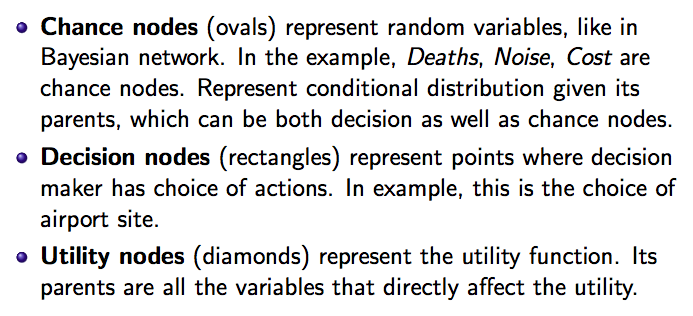 Chance nodes (ovals) represent random variables, like in
Bayesian network. In the example, Deaths, Noise, Cost are
chance nodes. Represent conditional distribution given its
parents, which can be both decision as well as chance nodes.
Decision nodes (rectangles) represent points where decision
maker has choice of actions. In example, this is the choice of
airport site.
Utility nodes (diamonds) represent the utility function. Its
parents are all the variables that directly affect the utility.